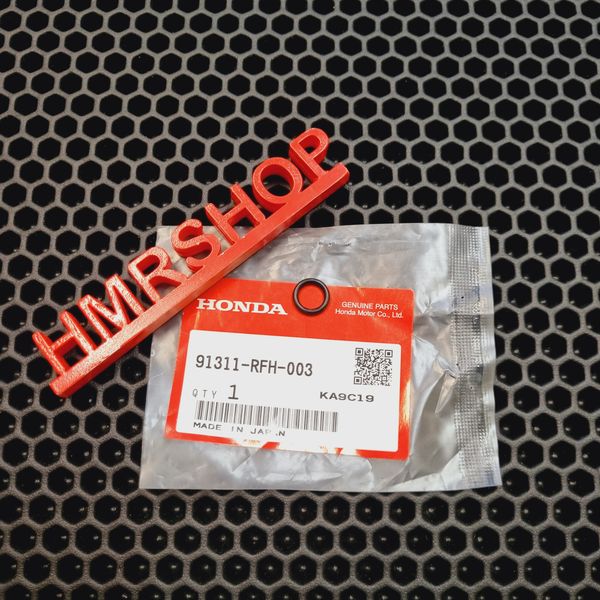 HMRSHOP
HONDA
GENUINE PARTS
Honda Motor Co., Ltd.
91311-RFH-003
QTY 1
KA9C19
MADE IN JAPAN